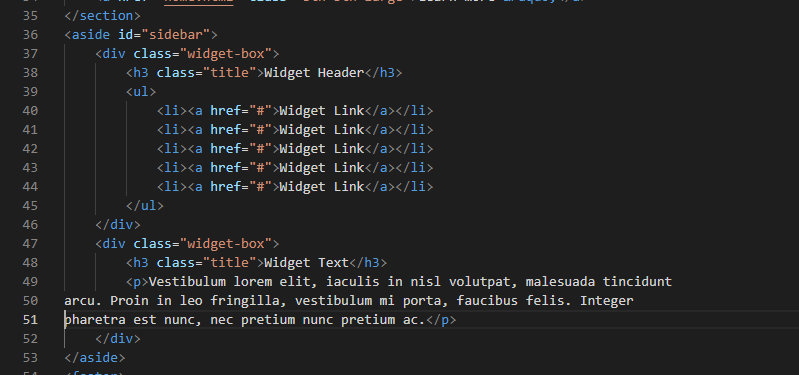 35 </section>
36 <aside id="sidebar">
37 <div class="widget-box">
38 <h3 class="title">Widget Header</h3>
39 <ul>
40 <li><a href="#">Widget Link</a></li>
41 <li><a href="#">Widget Link</a></li>
42 <li><a href="#">Widget Link</a></li>
43 <li><a href="#">Widget Link</a></li>
44 <li><a href="#">Widget Link</a></li>
45 </ul>
46 </div>
47 <div class="widget-box">
48 <h3 class="title">Widget Text</h3>
49 <p>Vestibulum lorem elit, iaculis in nisl volutpat, malesuada tincidunt
50 arcu. Proin in leo fringilla, vestibulum mi porta, faucibus felis. Integer
51 pharetra est nunc, nec pretium nunc pretium ac.</p>
52 </div>
53 </aside>